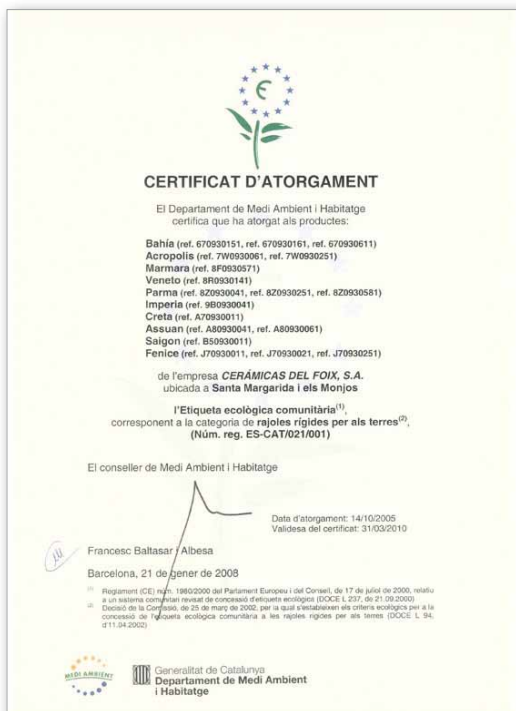 CERTIFICAT D'ATORGAMENT
El Departament de Medi Ambient i Habitatge
certifica que ha atorgat als productes:
Bahía (ref. 670930151, ref. 670930161, ref. 670930611)
Acropolis (ref. 7W0930061, ref. 7W0930251)
Marmara (ref. 8F0930571)
Veneto (ref. 8R0930141)
Parma (ref. 8Z0930041, ref. 8Z0930251, ref. 8Z0930581)
Imperia (ref. 9B0930041)
Creta (ref. A70930011)
Assuan (ref. A80930041, ref. A80930061)
Saigon (ref. B50930011)
Fenice (ref. J70930011, ref. J70930021, ref. J70930251)
de l'empresa CERÁMICAS DEL FOIX, S.A.
ubicada a Santa Margarida i els Monjos
l'Etiqueta ecològica comunitària(1),
corresponent a la categoria de rajoles rígides per als terres(2),
(Núm. reg. ES-CAT/021/001)
El conseller de Medi Ambient i Habitatge
Data d'atorgament: 14/10/2005
Validesa del certificat: 31/03/2010
Francesc Baltasar i Albesa
Barcelona, 21 de gener de 2008
(1) Reglament (CE) núm. 1980/2000 del Parlament Europeu i del Consell, de 17 de juliol de 2000, relatiu
a un sistema comunitari revisat de concessió d'etiqueta ecològica (DOCE L 237, de 21.09.2000)
(2) Decisió de la Comissió, de 25 de març de 2002, per la qual s'estableixen els criteris ecològics per a la
concessió de l'etiqueta ecològica comunitària a les rajoles rígides per als terres (DOCE L 94,
d'11.04.2002)
MEDI AMBIENT
Generalitat de Catalunya
Departament de Medi Ambient
i Habitatge